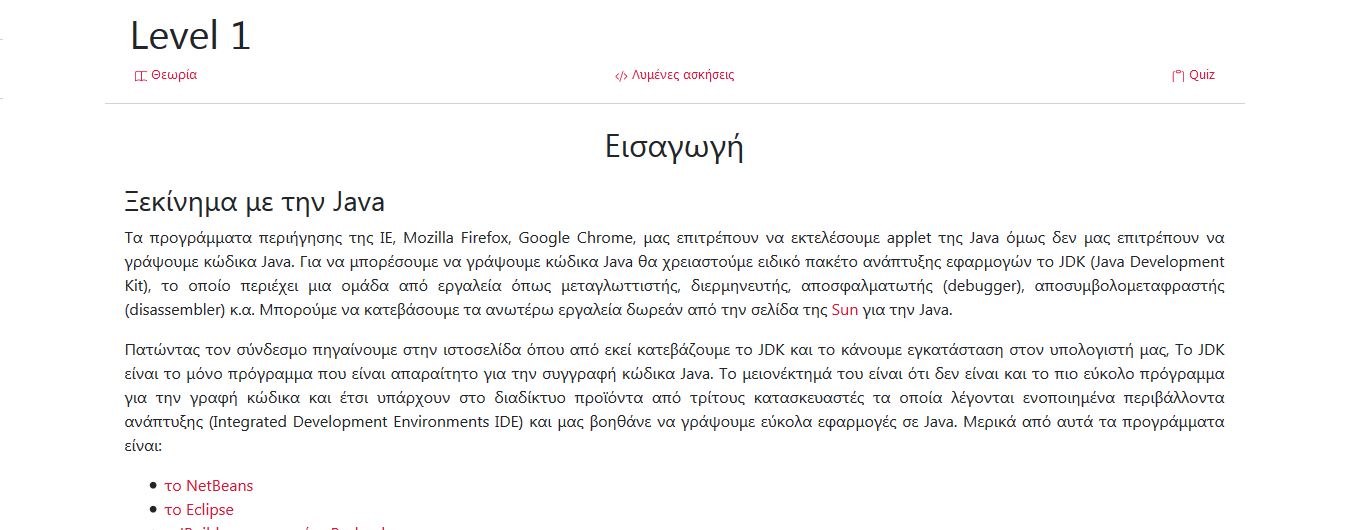 Level 1
Θεωρία
Λυμένες ασκήσεις
Quiz
Εισαγωγή
Ξεκίνημα με την Java
Τα προγράμματα περιήγησης της IE, Mozilla Firefox, Google Chrome, μας επιτρέπουν να εκτελέσουμε applet της Java όμως δεν μας επιτρέπουν να
γράψουμε κώδικα Java. Για να μπορέσουμε να γράψουμε κώδικα Java θα χρειαστούμε ειδικό πακέτο ανάπτυξης εφαρμογών το JDK (Java Development
Kit), το οποίο περιέχει μια ομάδα από εργαλεία όπως μεταγλωττιστής, διερμηνευτής, αποσφαλματωτής (debugger), αποσυμβολομεταφραστής
(disassembler) κ.α. Μπορούμε να κατεβάσουμε τα ανωτέρω εργαλεία δωρεάν από την σελίδα της Sun για την Java.
Πατώντας τον σύνδεσμο πηγαίνουμε στην ιστοσελίδα όπου από εκεί κατεβάζουμε το JDK και το κάνουμε εγκατάσταση στον υπολογιστή μας, Το JDK
είναι το μόνο πρόγραμμα που είναι απαραίτητο για την συγγραφή κώδικα Java. Το μειονέκτημά του είναι ότι δεν είναι και το πιο εύκολο πρόγραμμα
για την γραφή κώδικα και έτσι υπάρχουν στο διαδίκτυο προϊόντα από τρίτους κατασκευαστές τα οποία λέγονται ενοποιημένα περιβάλλοντα
ανάπτυξης (Integrated Development Environments IDE) και μας βοηθάνε να γράψουμε εύκολα εφαρμογές σε Java. Μερικά από αυτά τα προγράμματα
είναι:
το NetBeans
το Eclipse